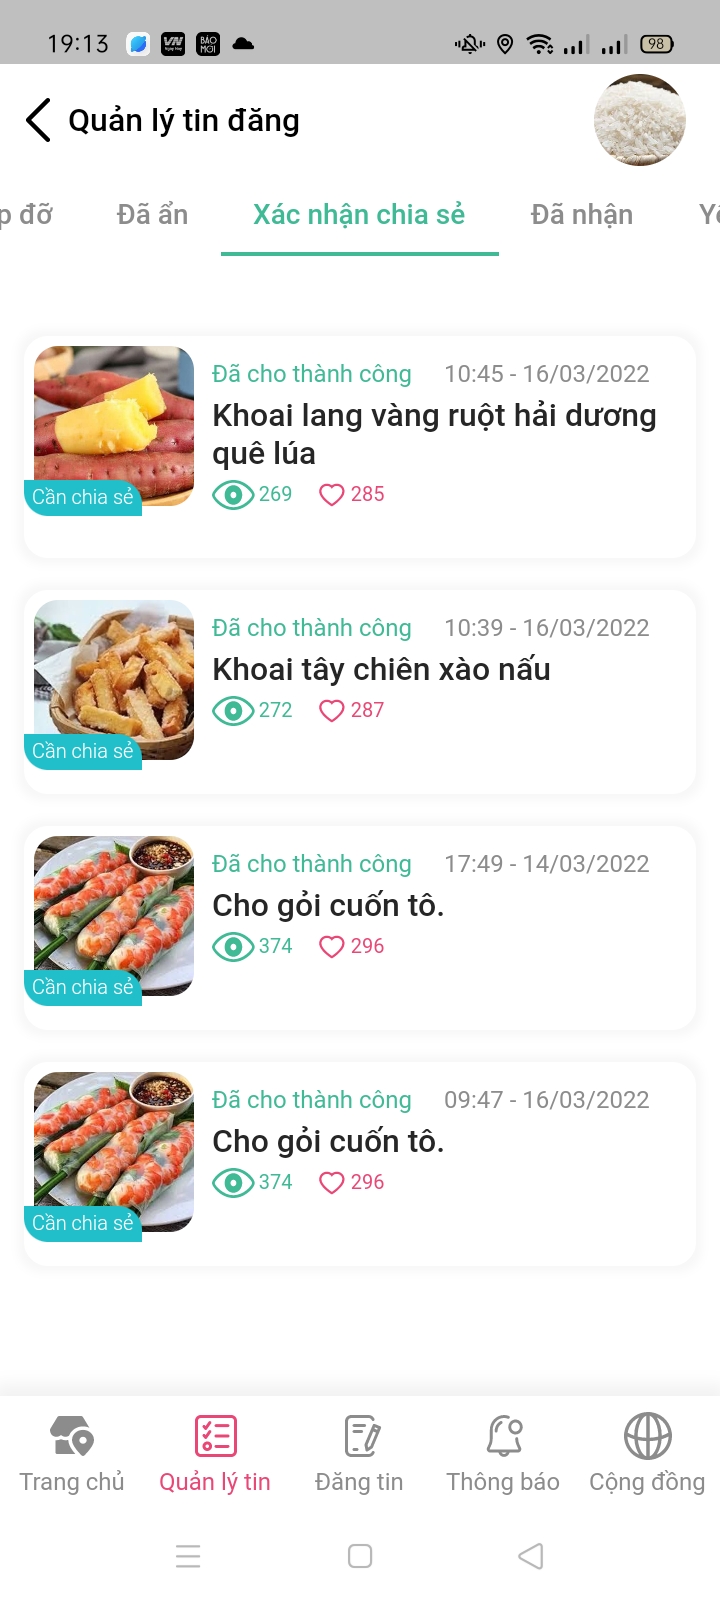 19:13
VN
BÁO
MỚI
98
Quản lý tin đăng
p đỡ
Đã ẩn
Xác nhận chia sẻ
Đã nhận
Yê
Đã cho thành công
10:45 - 16/03/2022
Khoai lang vàng ruột hải dương
quê lúa
269
285
Cần chia sẻ
Đã cho thành công
10:39 - 16/03/2022
Khoai tây chiên xào nấu
272
287
Cần chia sẻ
Đã cho thành công
17:49 - 14/03/2022
Cho gỏi cuốn tô.
374
296
Cần chia sẻ
Đã cho thành công
09:47 - 16/03/2022
Cho gỏi cuốn tô.
374
296
Cần chia sẻ
Trang chủ
Quản lý tin
Đăng tin
Thông báo
Cộng đồng